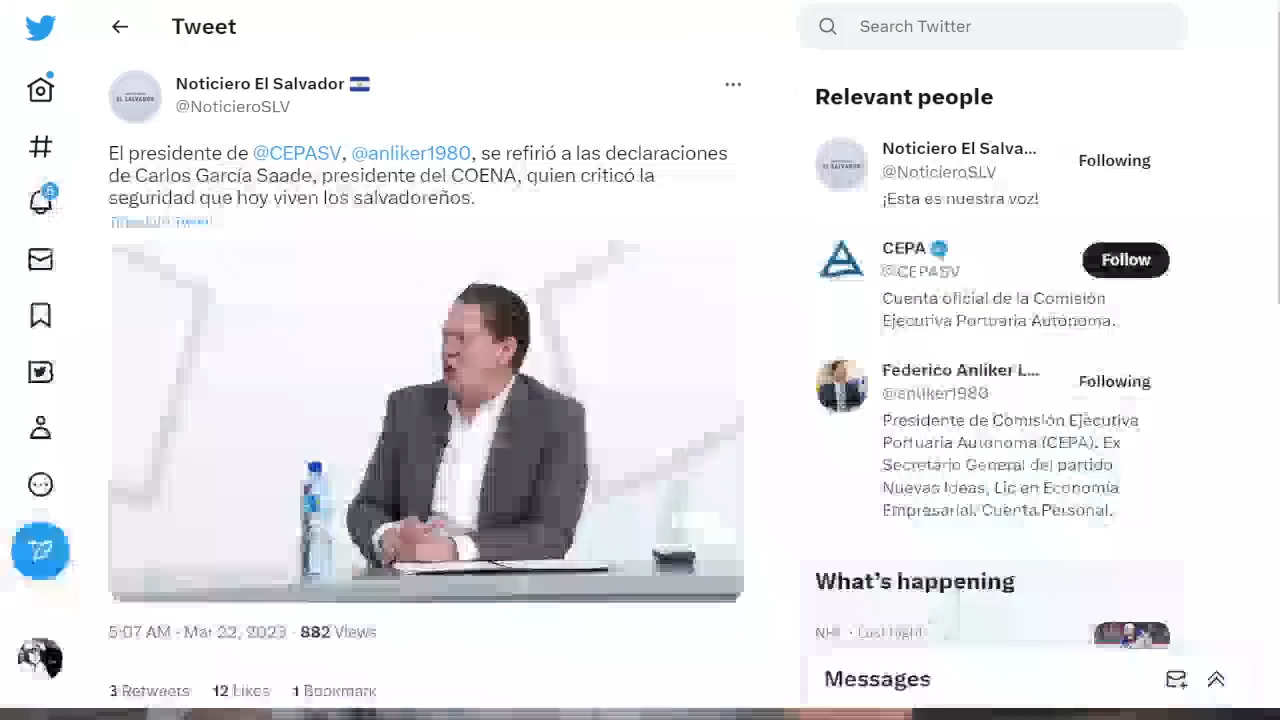 Tweet
Search Twitter
Noticiero El Salvador
@NoticieroSLV
El presidente de @CEPASV, @anliker1980, se refirió a las declaraciones
de Carlos García Saade, presidente del COENA, quien criticó la
seguridad que hoy viven los salvadoreños.
5:07 AM · Mar 22, 2023 · 882 Views
3 Retweets 12 Likes 1 Bookmark
Relevant people
Noticiero El Salva...
@NoticieroSLV
Following
¡Esta es nuestra voz!
CEPA
@CEPASV
Follow
Cuenta oficial de la Comisión
Ejecutiva Portuaria Autónoma.
Federico Anliker L...
@anliker1980
Following
Presidente de Comisión Ejecutiva
Portuaria Autonoma (CEPA). Ex
Secretario General del partido
Nuevas Ideas, Lic en Economía
Empresarial. Cuenta Personal.
What's happening
NHL · Last night
Messages